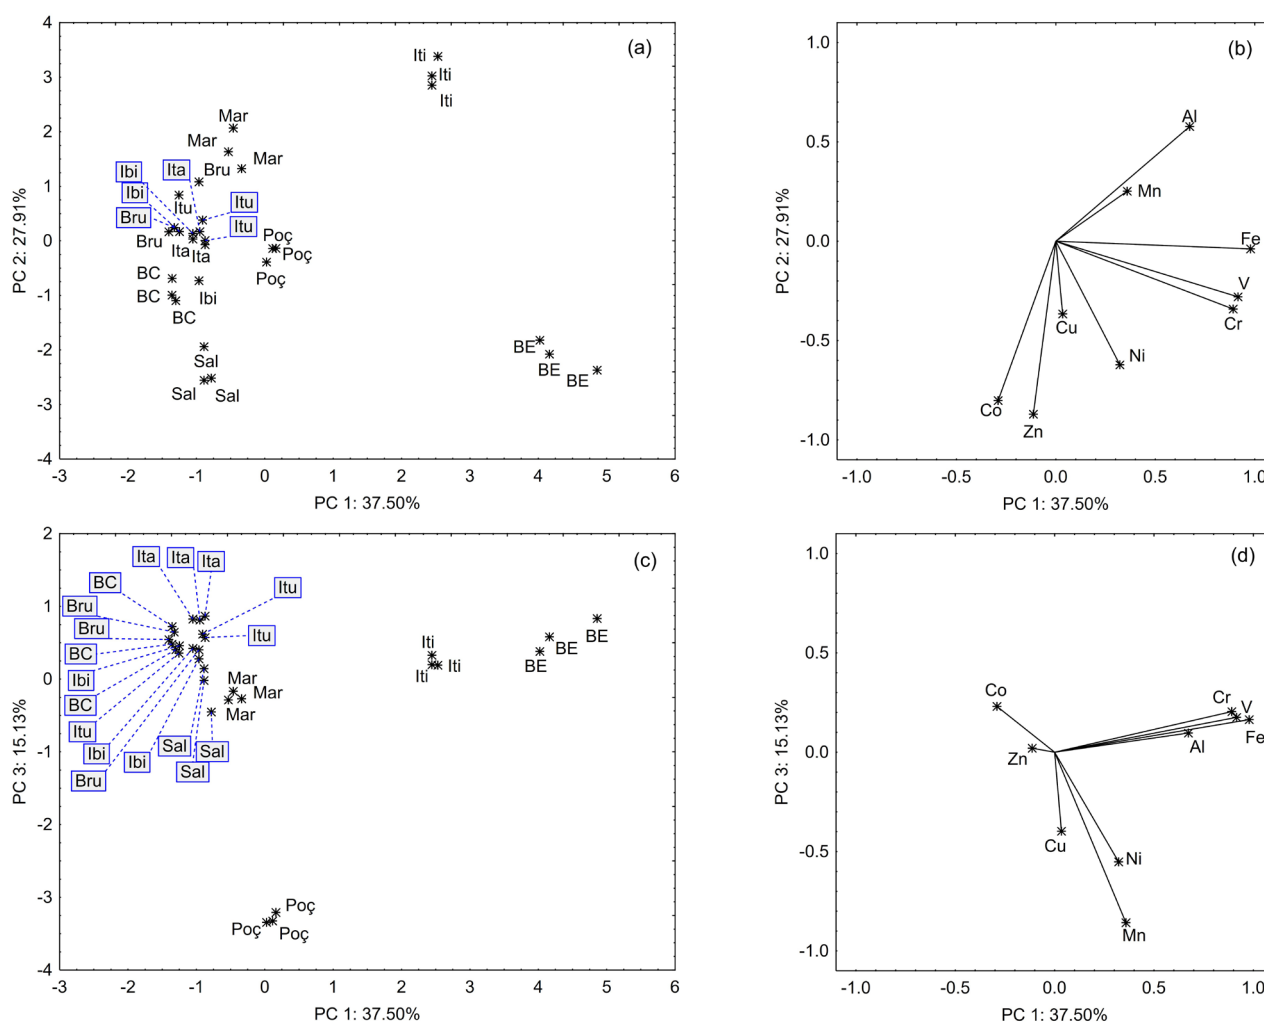 (a)
4
3
2
1
0
-1
-2
-3
-4
PC 2: 27.91%
Iti
Iti
Iti
Mar
Mar
Mar
Ibi
Ita
Bru
Ibi
Itu
Itu
Bru
Itu
Bru
Ita
Ita
Poç
Poç
Poç
BC
BC
Ibi
BC
Sal
Sal
Sal
BE
BE
BE
-3
-2
-1
0
1
2
3
4
5
6
PC 1: 37.50%
(b)
1.0
0.5
0.0
-0.5
-1.0
PC 2: 27.91%
Al
Mn
Fe
V
Cr
Cu
Ni
Co
Zn
-1.0
-0.5
0.0
0.5
1.0
PC 1: 37.50%
(c)
2
1
0
-1
-2
-3
-4
PC 3: 15.13%
Ita
Ita
Ita
BC
Itu
Bru
Bru
Itu
BC
Ibi
BC
Itu
Ibi
Bru
Ibi
Sal
Sal
Sal
Mar
Mar
Mar
Iti
Iti
Iti
BE
BE
BE
Poç
Poç
Poç
-3
-2
-1
0
1
2
3
4
5
6
PC 1: 37.50%
(d)
1.0
0.5
0.0
-0.5
-1.0
PC 3: 15.13%
Co
Cr
V
Fe
Al
Zn
Cu
Ni
Mn
-1.0
-0.5
0.0
0.5
1.0
PC 1: 37.50%